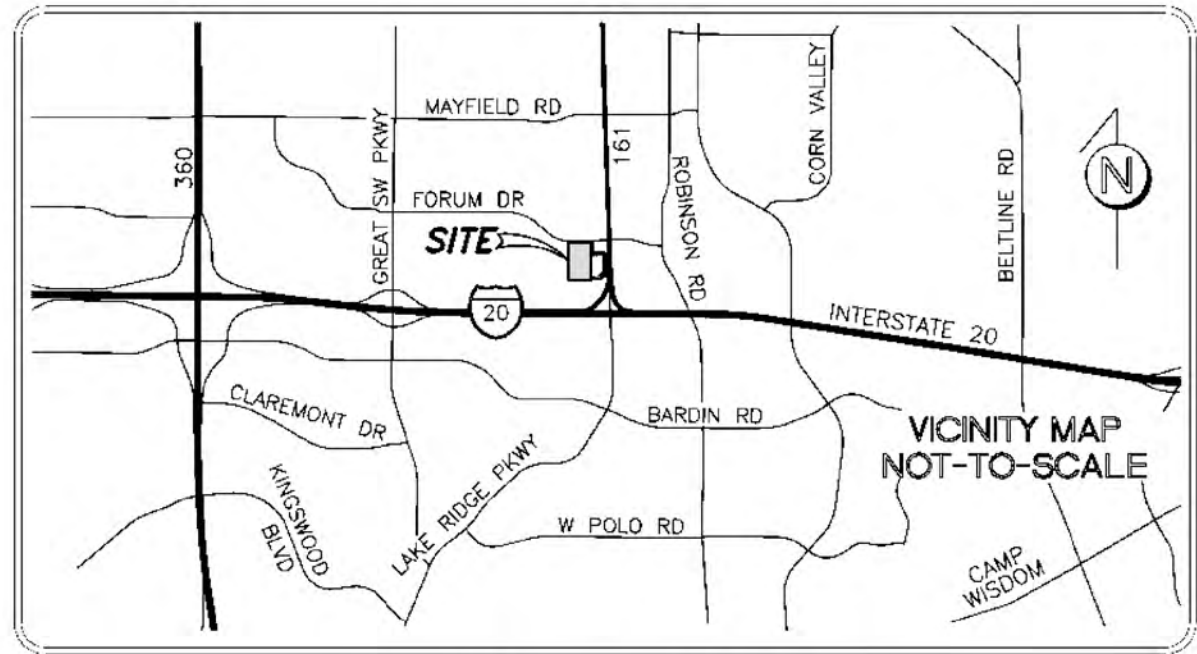 MAYFIELD RD
CORN VALLEY
360
GREAT SW PKWY
161
ROBINSON RD
BELTLINE RD
N
FORUM DR
SITE
20
INTERSTATE 20
CLAREMONT DR
BARDIN RD
VICINITY MAP
NOT-TO-SCALE
KINGSWOOD
BLVD
LAKE RIDGE PKWY
W POLO RD
CAMP
WISDOM